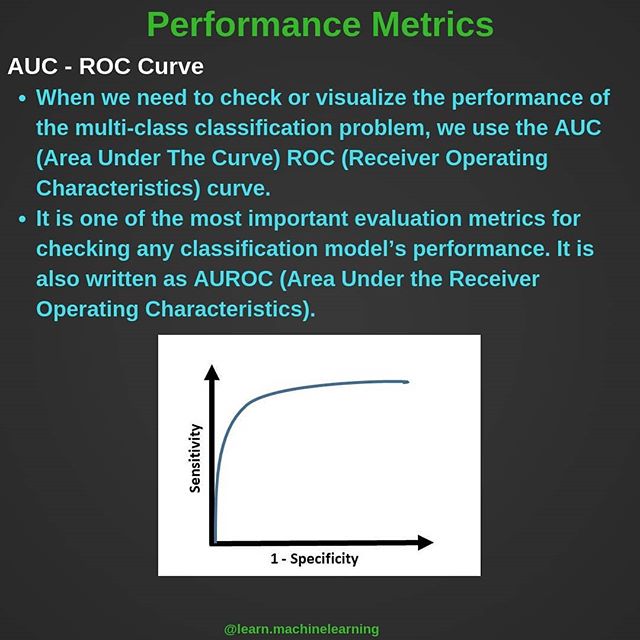 Performance Metrics
AUC - ROC Curve
• When we need to check or visualize the performance of
the multi-class classification problem, we use the AUC
(Area Under The Curve) ROC (Receiver Operating
Characteristics) curve.
• It is one of the most important evaluation metrics for
checking any classification model’s performance. It is
also written as AUROC (Area Under the Receiver
Operating Characteristics).
Sensitivity
1 - Specificity
@learn.machinelearning